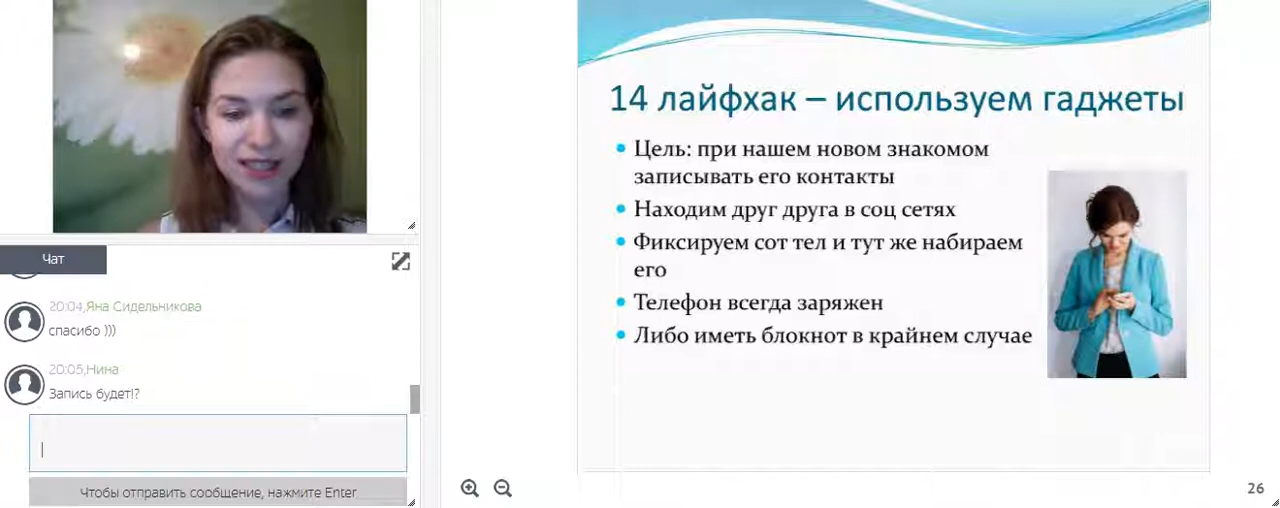 Чат
20:04,Яна Сидельникова
спасибо )))
20:05,Нина
Запись будет!?
Чтобы отправить сообщение, нажмите Enter
14 лайфхак – используем гаджеты
Цель: при нашем новом знакомом
записывать его контакты
Находим друг друга в соц сетях
Фиксируем сот тел и тут же набираем
его
Телефон всегда заряжен
Либо иметь блокнот в крайнем случае
26